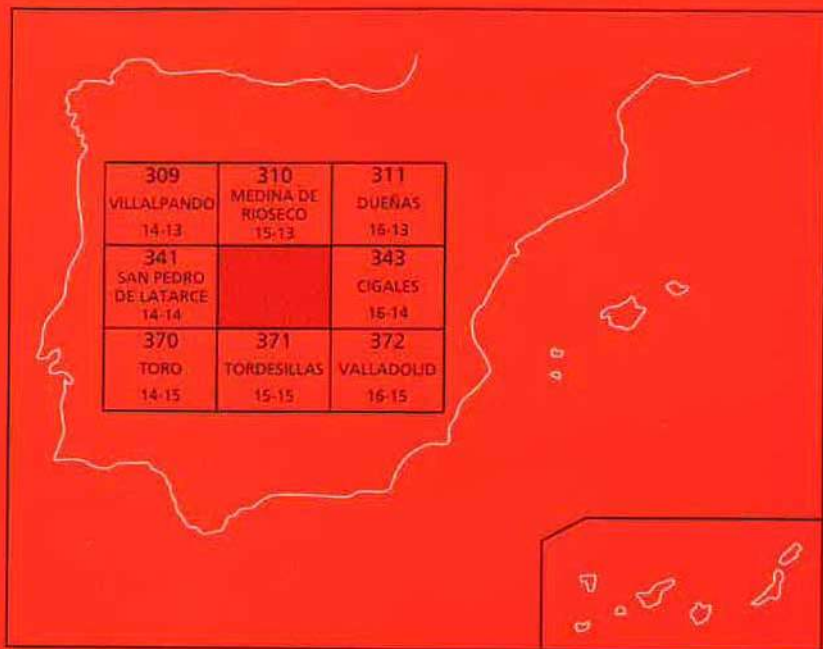 309
VILLALPANDO
14-13
310
MEDINA DE
RIOSECO
15-13
311
DUEÑAS
16-13
341
SAN PEDRO
DE LATARCE
14-14
343
CIGALES
16-14
370
TORO
14-15
371
TORDESILLAS
15-15
372
VALLADOLID
16-15